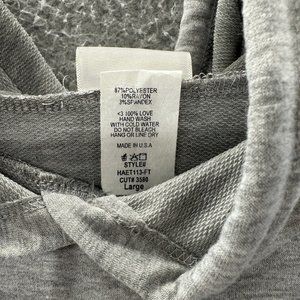 87%POLYESTER
10%RAYON
3%SPANDEX
<3 100% LOVE
HAND WASH
WITH COLD WATER
DO NOT BLEACH
HANG OR LINE DRY
MADE IN U.S.A
STYLE#
HAET113-FT
CUT# 3580
Large